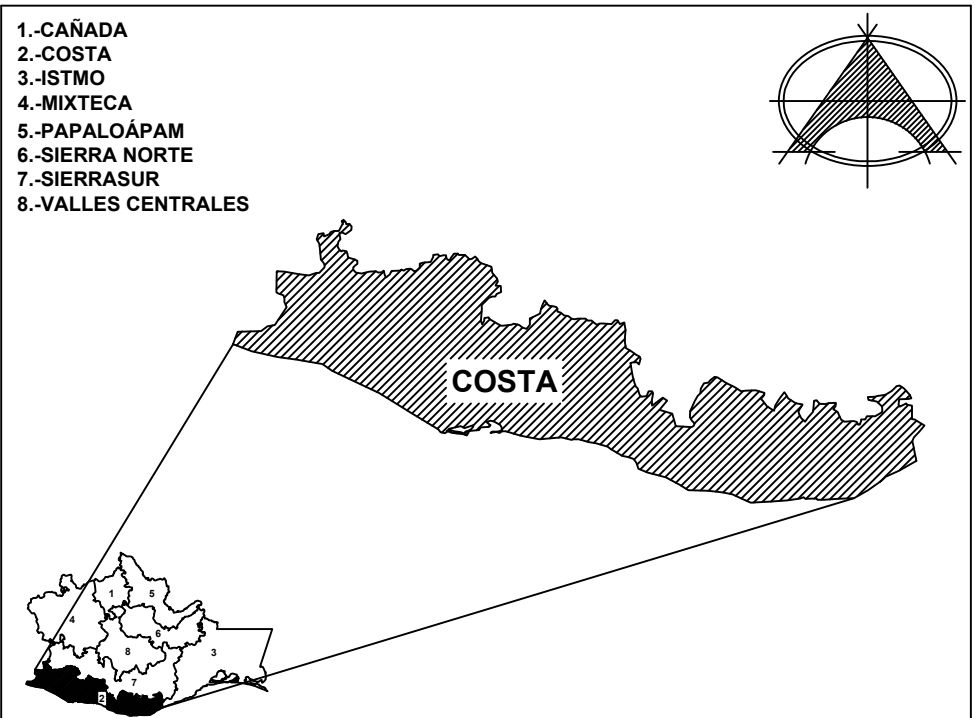 1.-CAÑADA
2.-COSTA
3.-ISTMO
4.-MIXTECA
5.-PAPALOÁPAM
6.-SIERRA NORTE
7.-SIERRASUR
8.-VALLES CENTRALES
COSTA
1
5
4
6
8
3
7
2